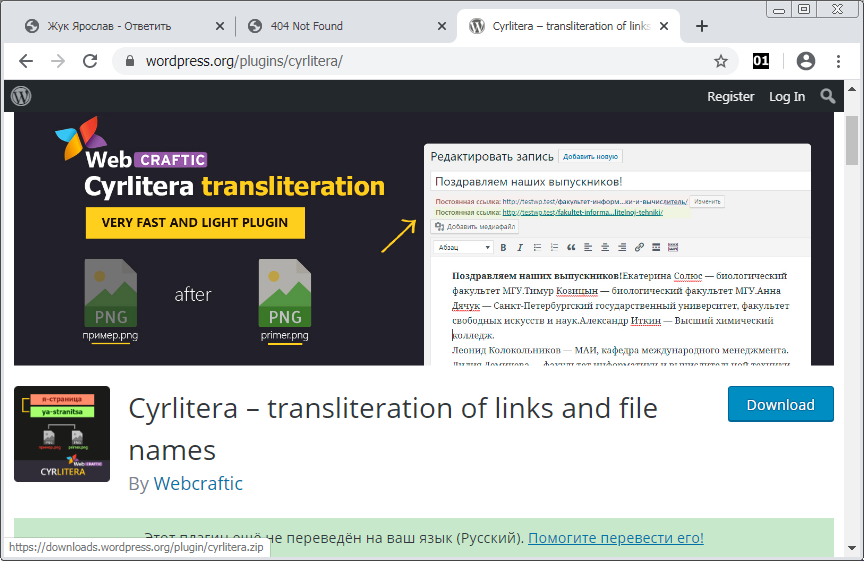 Жук Ярослав - Ответить
404 Not Found
Cyrlitera – transliteration of links
wordpress.org/plugins/cyrlitera/
01
Register Log In
Web CRAFTIC
Cyrlitera transliteration
VERY FAST AND LIGHT PLUGIN
PNG
пример.png
after
PNG
primer.png
Редактировать запись Добавить новую
Поздравляем наших выпускников!
Постоянная ссылка: http://testwp.test/факультет-информ...ки-и-вычислитель/ Изменить
Постоянная ссылка: http://testwp.test/fakultet-informa...litelnoj-tehniki/
Добавить медиафайл
Абзац B I
Поздравляем наших выпускников!Екатерина Солюс — биологический
факультет МГУ.Тимур Козицын — биологический факультет МГУ.Анна
Дячук — Санкт-Петербургский государственный университет, факультет
свободных искусств и наук.Александр Иткин — Высший химический
колледж.
Леонид Колокольников — МАИ, кафедра международного менеджмента.
я-страница
ya-stranitsa
Web CRAFTIC
CYRLITERA
Cyrlitera – transliteration of links and file
names
By Webcraftic
Download
Этот плагин ещё не переведён на ваш язык (Русский). Помогите перевести его!
https://downloads.wordpress.org/plugin/cyrlitera.zip